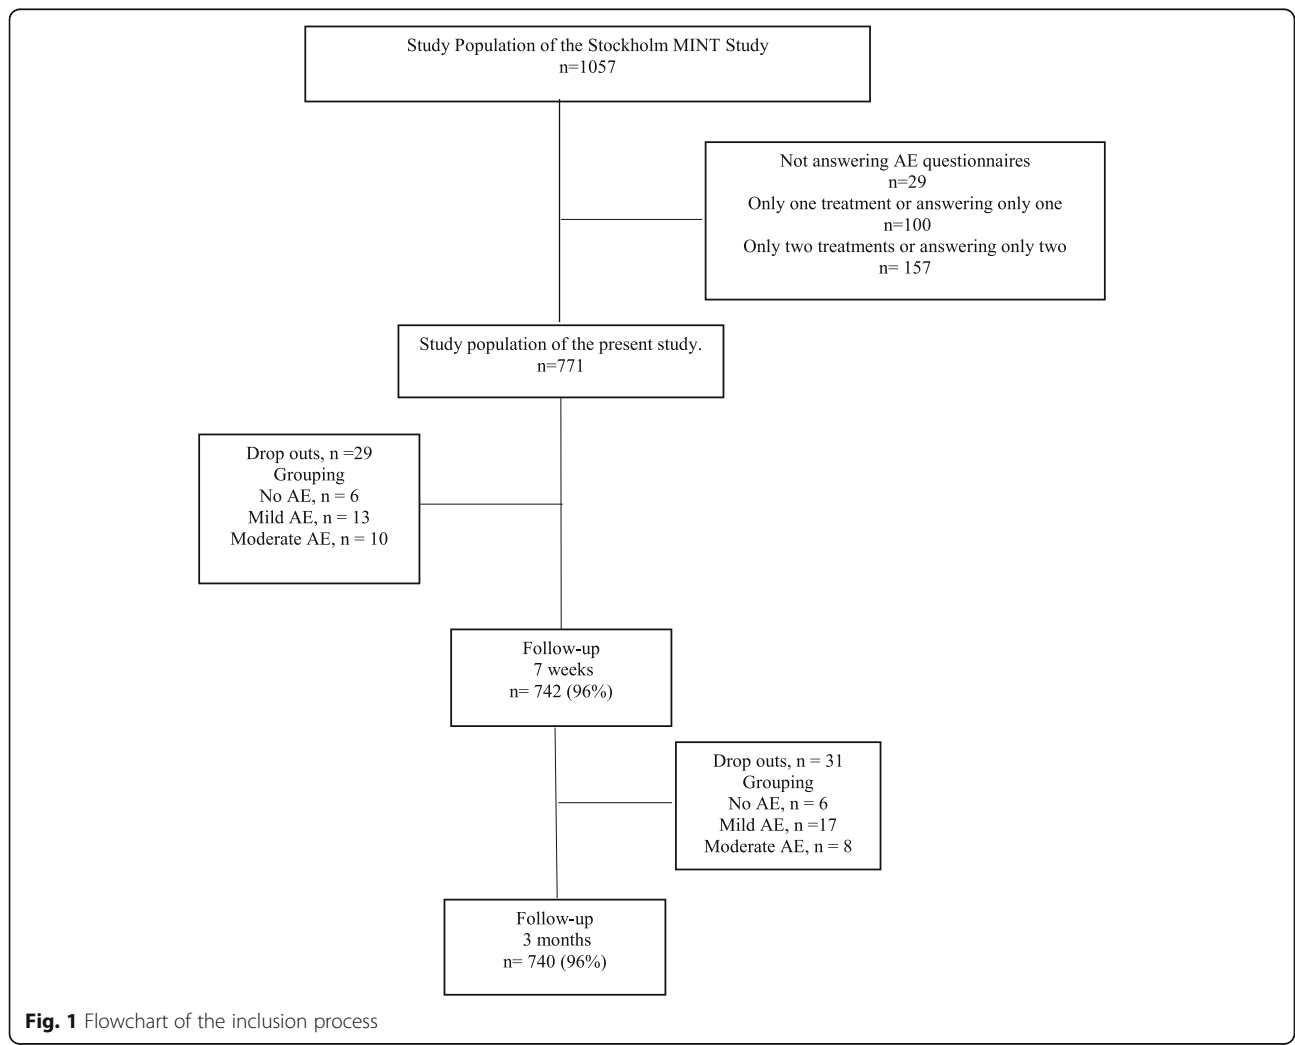 Study Population of the Stockholm MINT Study
n=1057
Not answering AE questionnaires
n=29
Only one treatment or answering only one
n=100
Only two treatments or answering only two
n= 157
Study population of the present study.
n=771
Drop outs, n =29
Grouping
No AE, n = 6
Mild AE, n = 13
Moderate AE, n = 10
Follow-up
7 weeks
n= 742 (96%)
Drop outs, n = 31
Grouping
No AE, n = 6
Mild AE, n =17
Moderate AE, n = 8
Follow-up
3 months
n= 740 (96%)
Fig. 1 Flowchart of the inclusion process